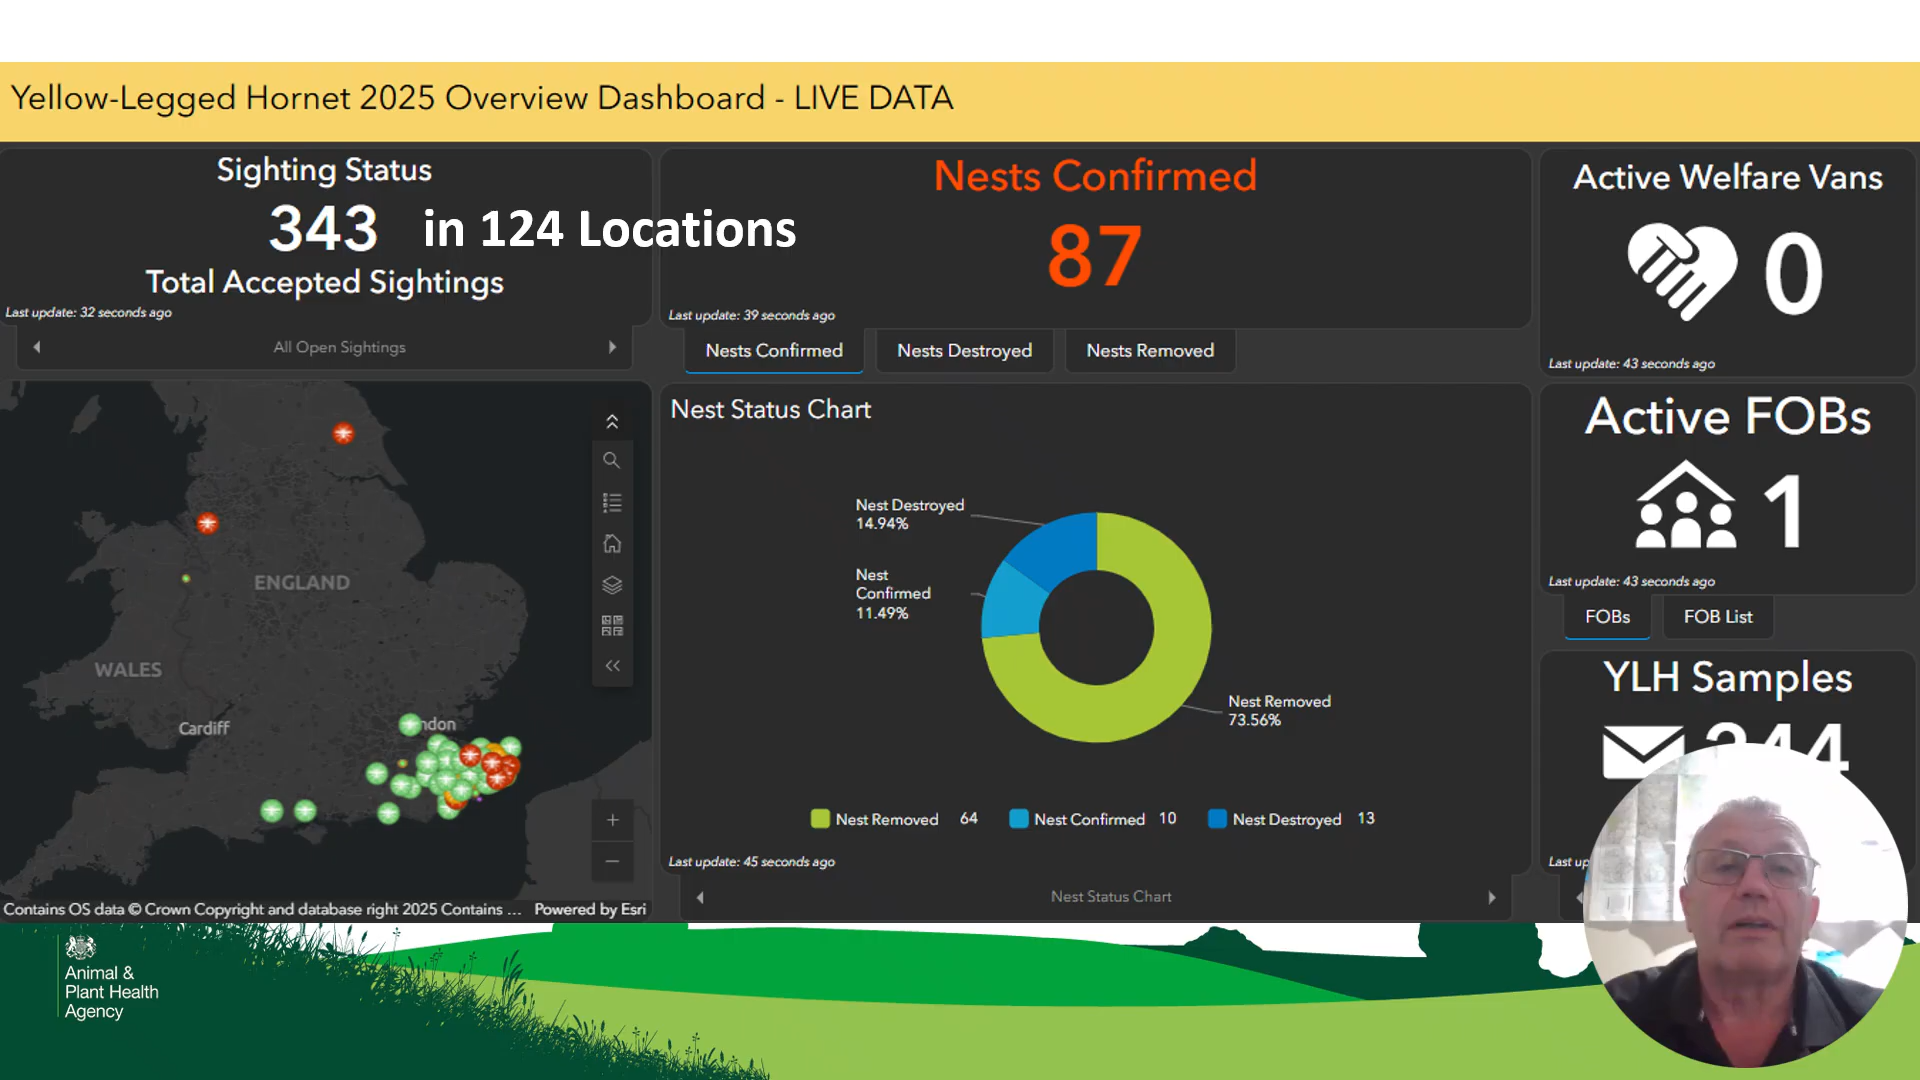 Yellow-Legged Hornet 2025 Overview Dashboard - LIVE DATA
Sighting Status
343 in 124 Locations
Total Accepted Sightings
Last update: 32 seconds ago
All Open Sightings
Nests Confirmed
87
Last update: 39 seconds ago
Nests Confirmed
Nests Destroyed
Nests Removed
Active Welfare Vans
0
Last update: 43 seconds ago
ENGLAND
WALES
Cardiff
ndon
Contains OS data © Crown Copyright and database right 2025 Contains ...
Powered by Esri
Nest Status Chart
Nest Destroyed
14.94%
Nest
Confirmed
11.49%
Nest Removed
73.56%
Nest Removed 64
Nest Confirmed 10
Nest Destroyed 13
Last update: 45 seconds ago
Nest Status Chart
Active FOBs
1
Last update: 43 seconds ago
FOBs
FOB List
YLH Samples
Last up
Animal &
Plant Health
Agency